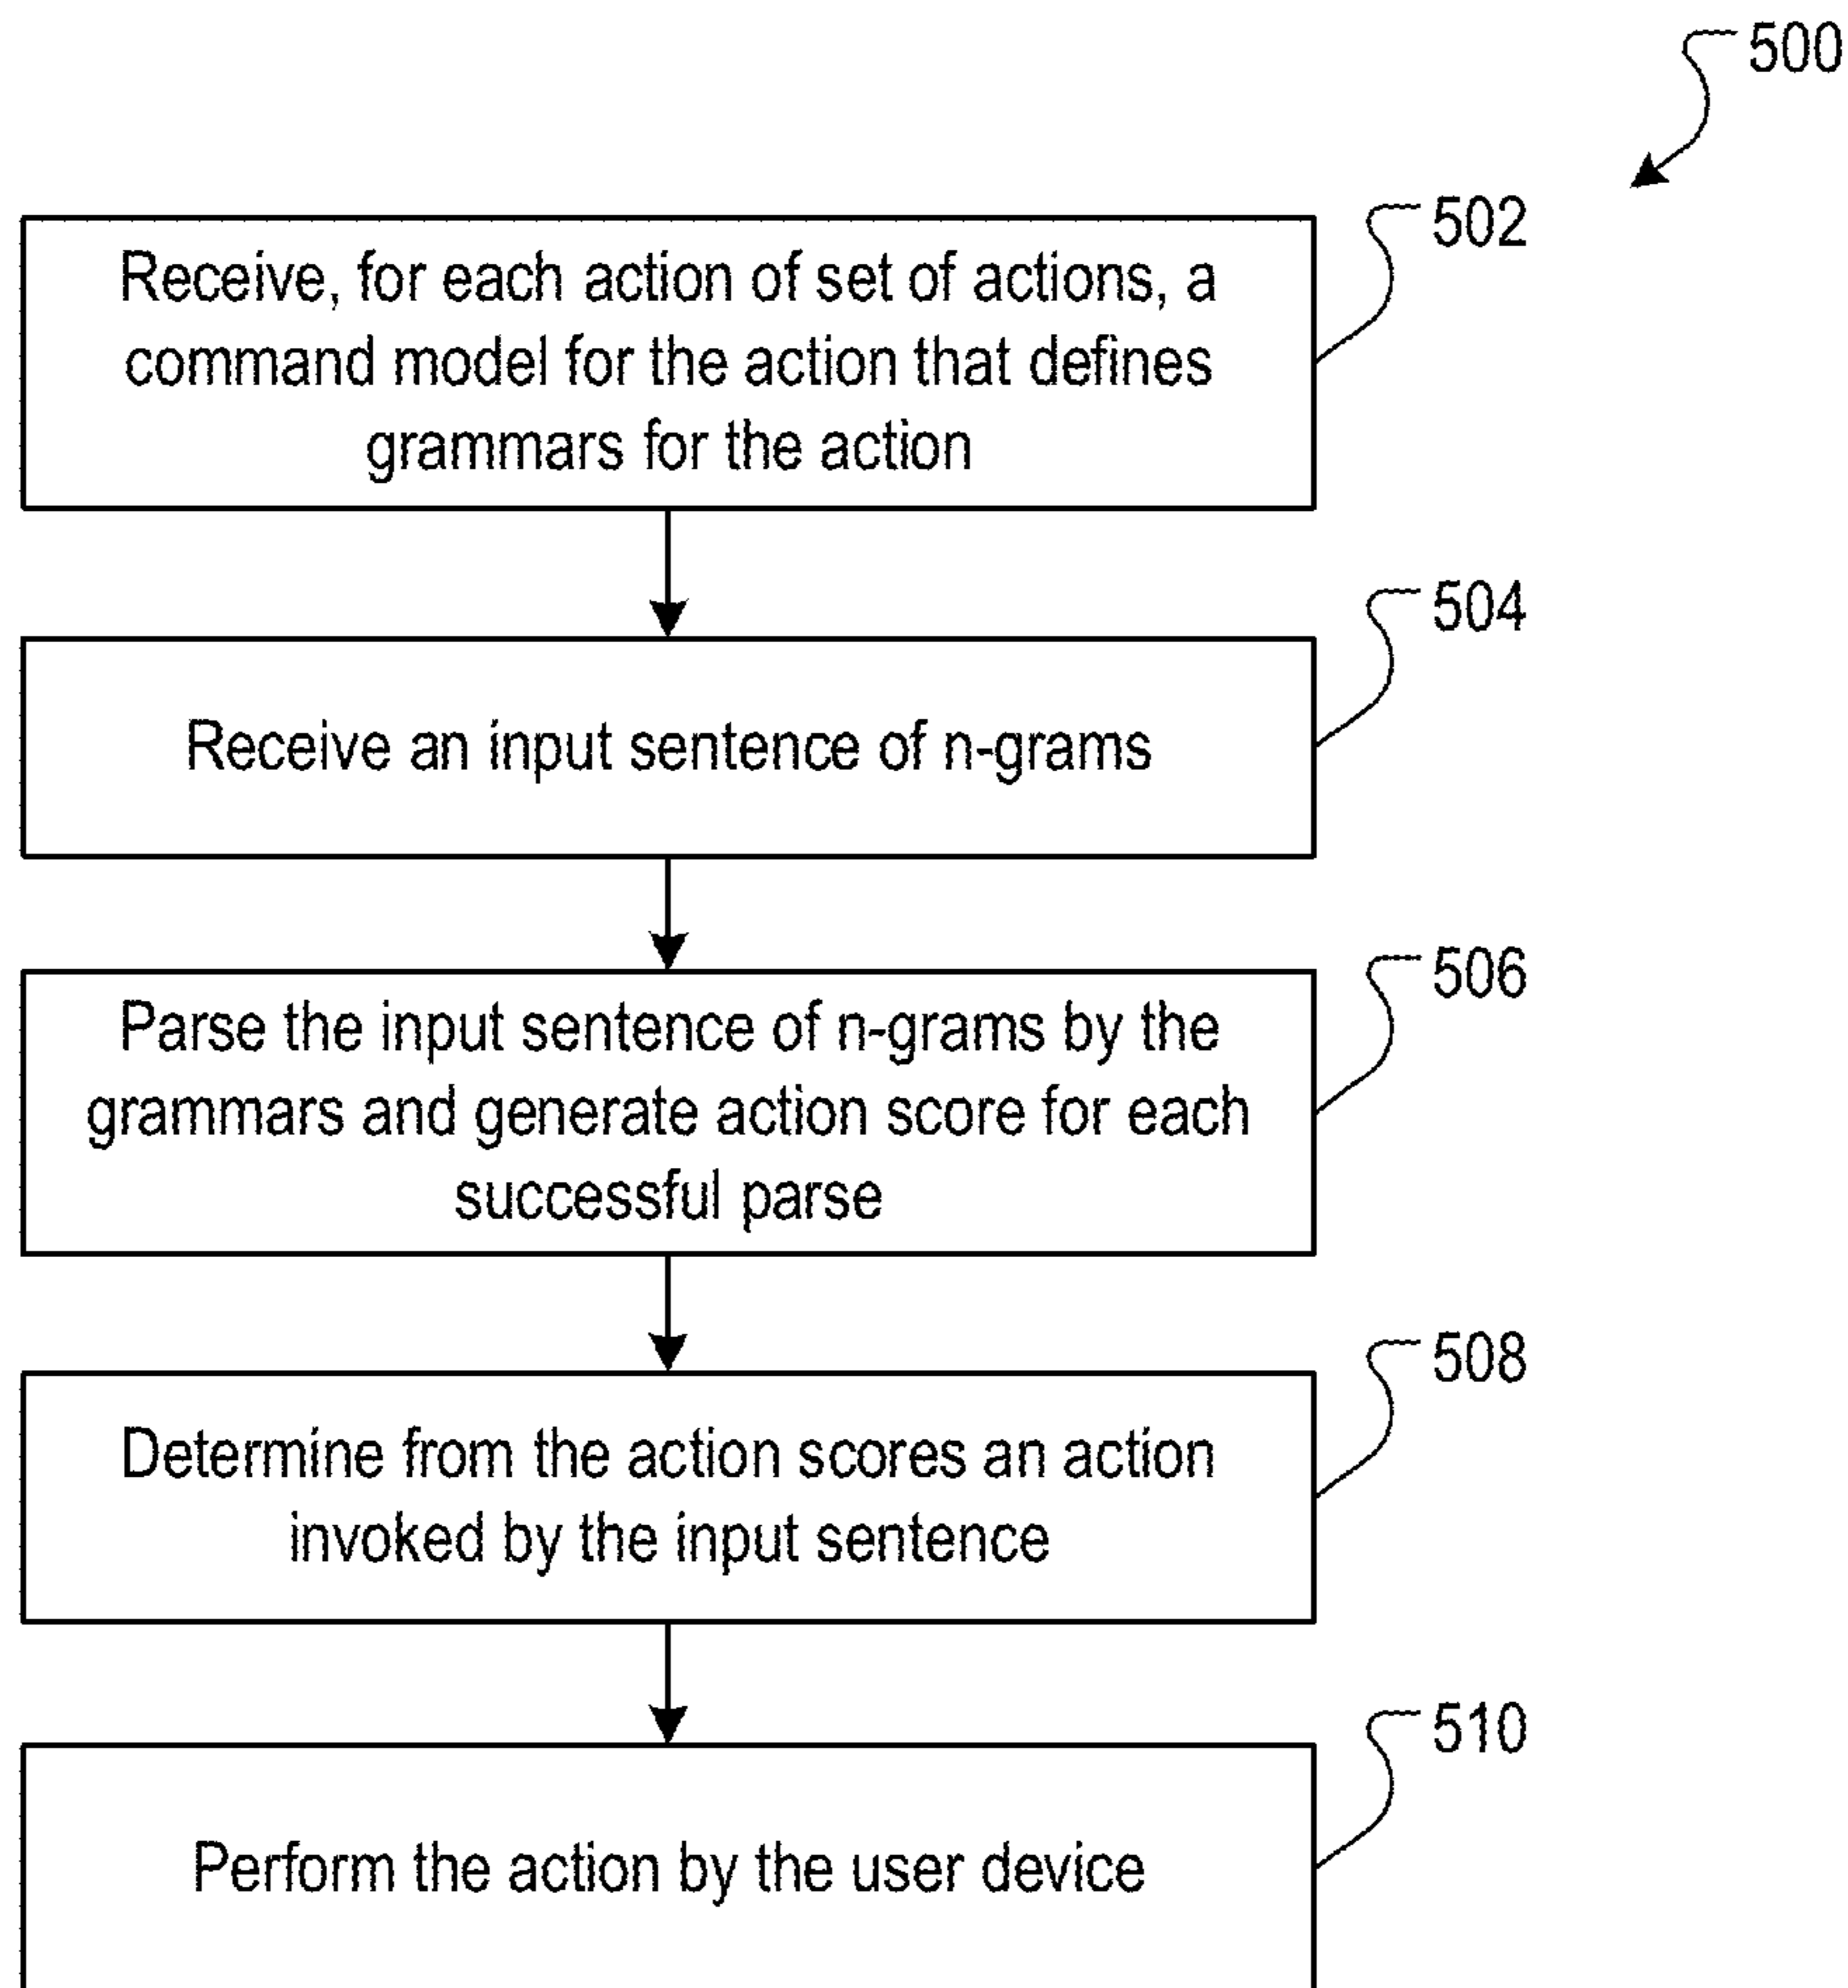 500
502
Receive, for each action of set of actions, a
command model for the action that defines
grammars for the action
504
Receive an input sentence of n-grams
506
Parse the input sentence of n-grams by the
grammars and generate action score for each
successful parse
508
Determine from the action scores an action
invoked by the input sentence
510
Perform the action by the user device